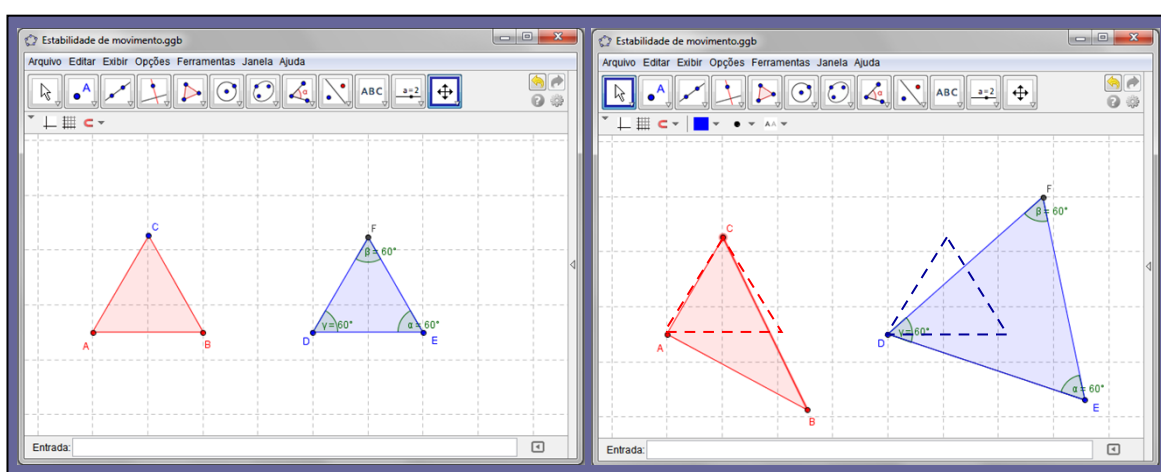 Estabilidade de movimento.ggb
Arquivo Editar Exibir Opções Ferramentas Janela Ajuda
A
α
ABC
a=2
C
F
β = 60°
γ = 60°
α = 60°
A
B
D
E
Entrada:
Estabilidade de movimento.ggb
Arquivo Editar Exibir Opções Ferramentas Janela Ajuda
A
α
ABC
a=2
AA
F
β = 60°
C
γ = 60°
A
D
α = 60°
E
B
Entrada: